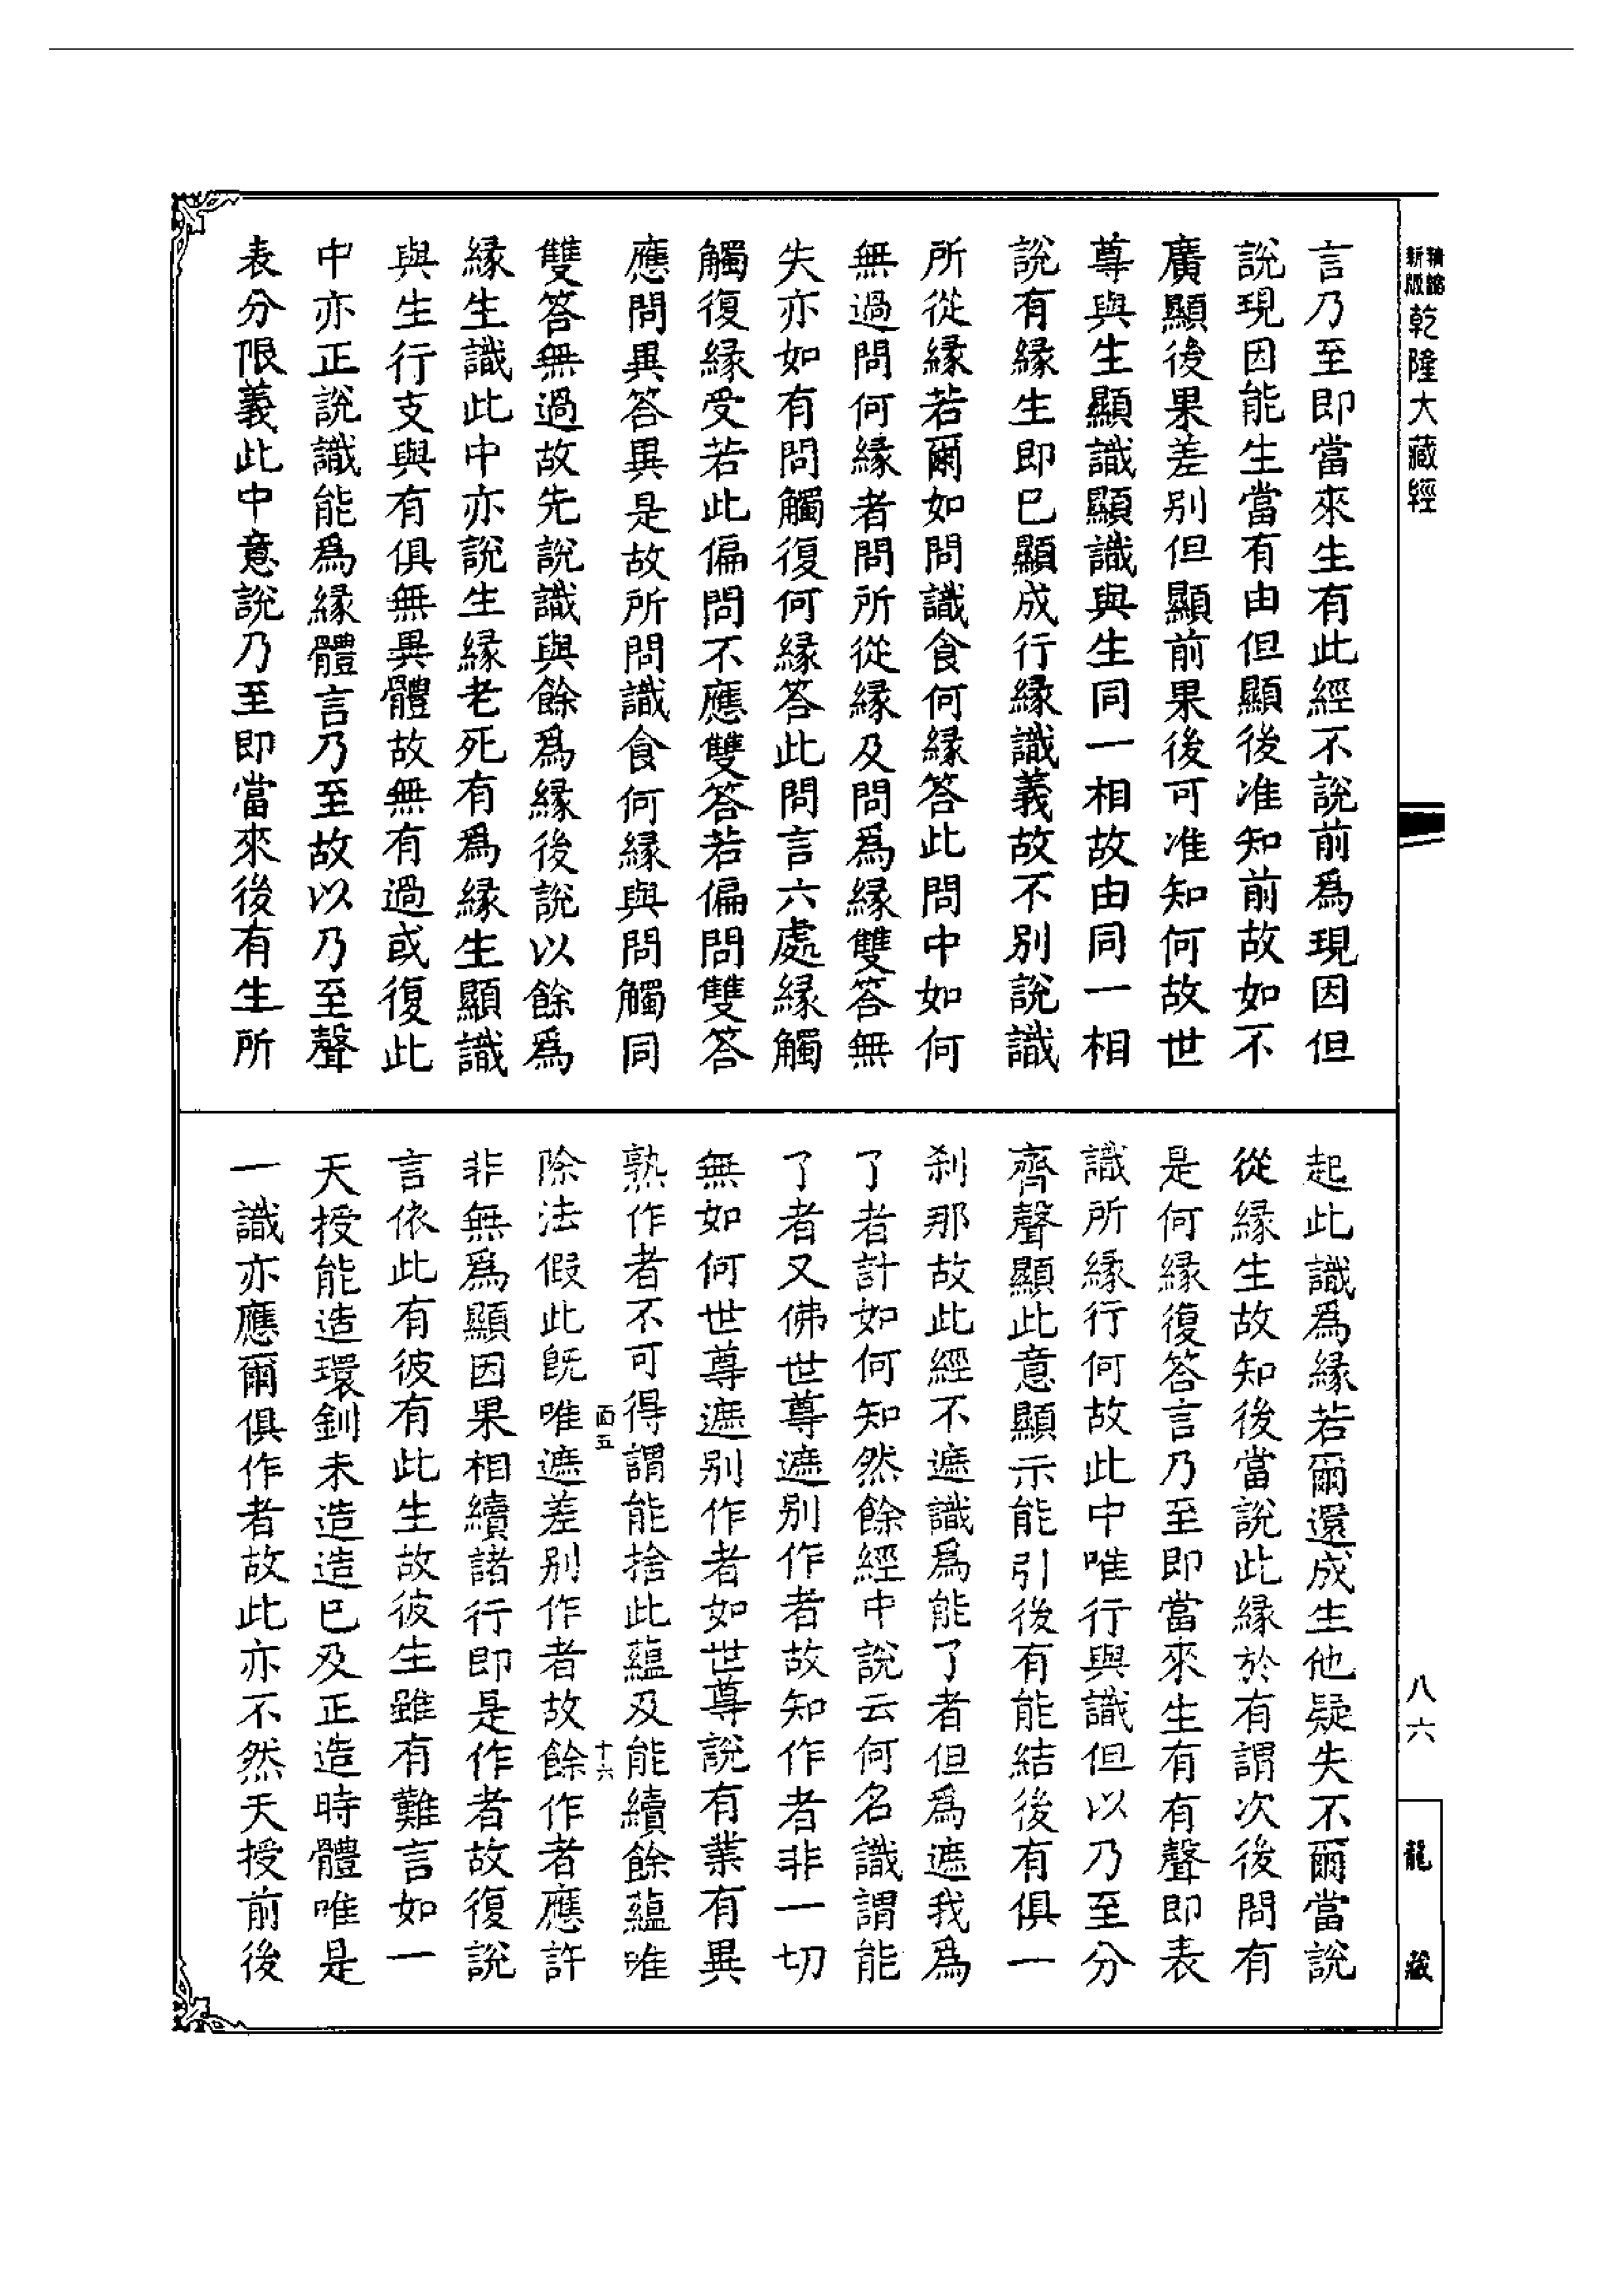 新版精縮乾隆大藏經
言乃至即當來生有此經不說前爲現因但
說現因能生當有由但顯後准知前故如不
廣顯後果差别但顯前果後可准知何故世
尊與生顯識顯識與生同一相故由同一相
說有緣生即已顯成行緣識義故不别說識
所從緣若爾如問識食何緣答此問中如何
無過問何緣者問所從緣及問爲緣雙答無
失亦如有問觸復何緣答此問言六處緣觸
觸復緣受若此偏問不應雙答若偏問雙答
應問異答異是故所問識食何緣與問觸同
雙答無過故先說識與餘爲緣後說以餘爲
緣生識此中亦說生緣老死有爲緣生顯識
與生行支與有俱無異體故無有過或復此
中亦正說識能爲緣體言乃至故以乃至聲
表分限義此中意說乃至即當來後有生所
起此識爲緣若爾還成生他疑失不爾當說
從緣生故知後當說此緣於有謂次後問有
是何緣復答言乃至即當來生有有聲即表
識所緣行何故此中唯行與識但以乃至分
齊聲顯此意顯示能引後有能結後有俱一
刹那故此經不遮識爲能了者但爲遮我爲
了者計如何知然餘經中說云何名識謂能
了者又佛世尊遮别作者故知作者非一切
無如何世尊遮别作者如世尊說有業有異
熟作者不可得謂能捨此蘊及能續餘蘊唯
除法假此既唯遮差别作者故餘作者應許
非無爲顯因果相續諸行即是作者故復說
言依此有彼有此生故彼生雖有難言如一
天授能造環釧未造造已及正造時體唯是
一識亦應爾俱作者故此亦不然天授前後
面五
十六
八六
龍藏